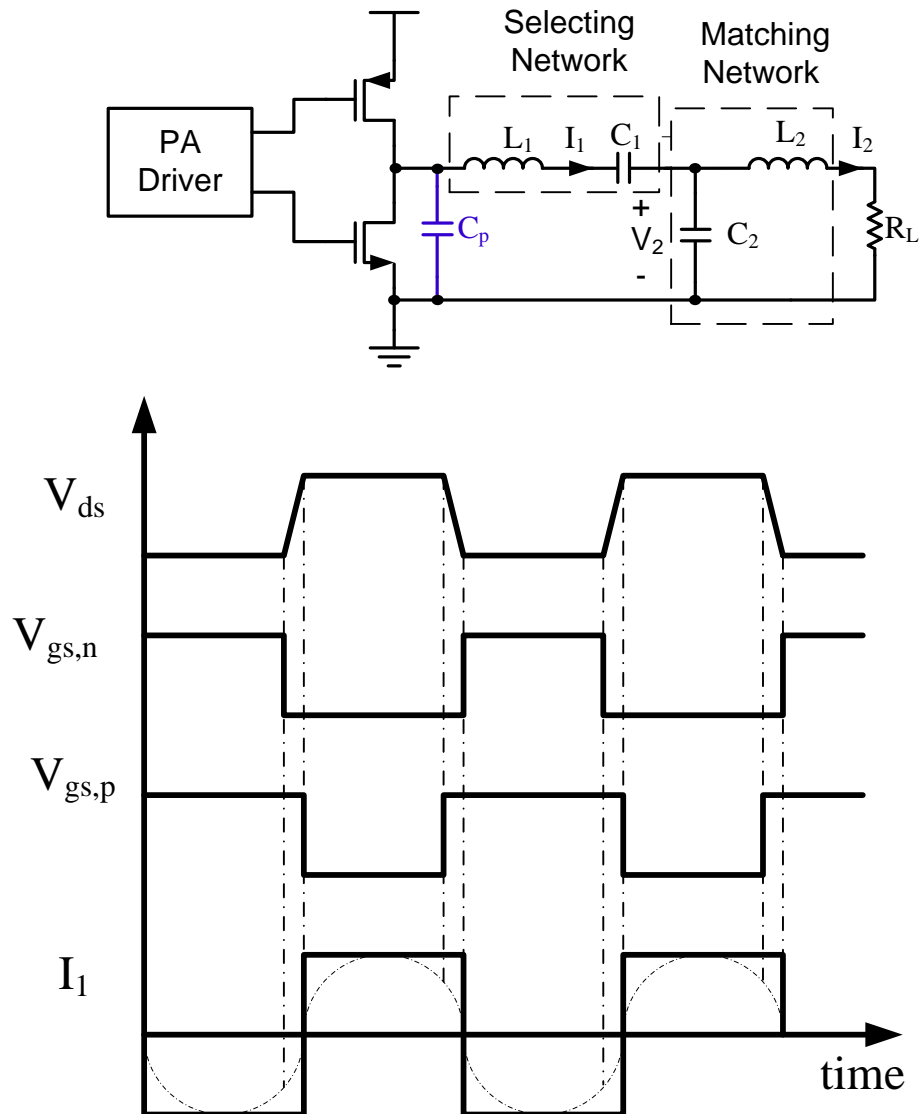 Selecting
Network
Matching
Network
PA
Driver
L1
I1
C1
L2
I2
Cp
+
V2
-
C2
RL
Vds
Vgs,n
Vgs,p
I1
time